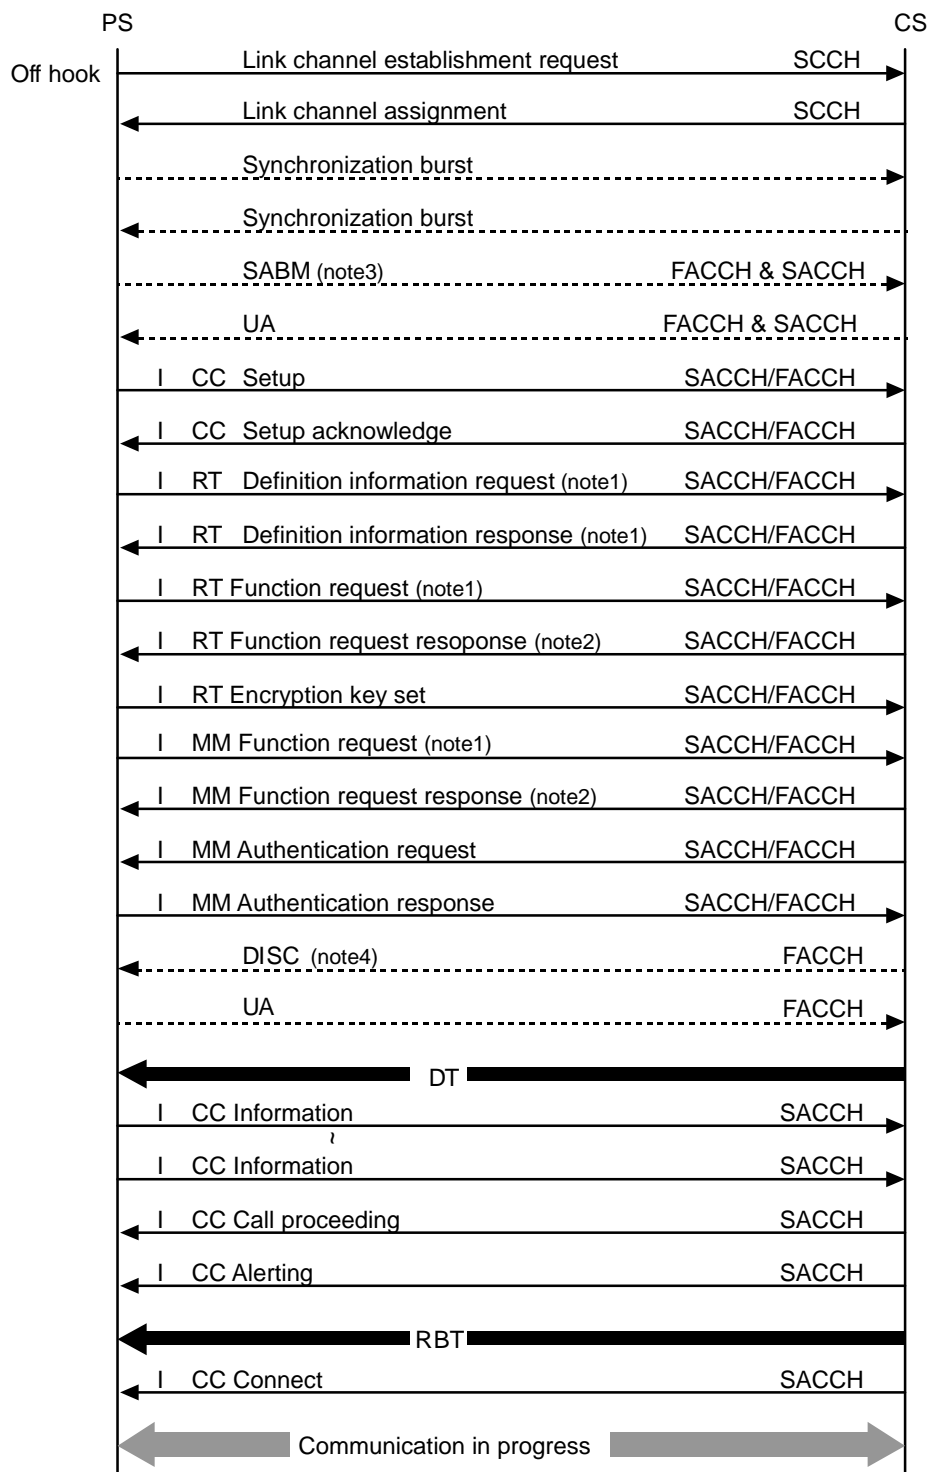 PS CS
Off hook Link channel establishment request SCCH
Link channel assignment SCCH
Synchronization burst
Synchronization burst
SABM (note3) FACCH & SACCH
UA FACCH & SACCH
I CC Setup SACCH/FACCH
I CC Setup acknowledge SACCH/FACCH
I RT Definition information request (note1) SACCH/FACCH
I RT Definition information response (note1) SACCH/FACCH
I RT Function request (note1) SACCH/FACCH
I RT Function request resoponse (note2) SACCH/FACCH
I RT Encryption key set SACCH/FACCH
I MM Function request (note1) SACCH/FACCH
I MM Function request response (note2) SACCH/FACCH
I MM Authentication request SACCH/FACCH
I MM Authentication response SACCH/FACCH
DISC (note4) FACCH
UA FACCH
DT
I CC Information SACCH
~
I CC Information SACCH
I CC Call proceeding SACCH
I CC Alerting SACCH
RBT
I CC Connect SACCH
Communication in progress